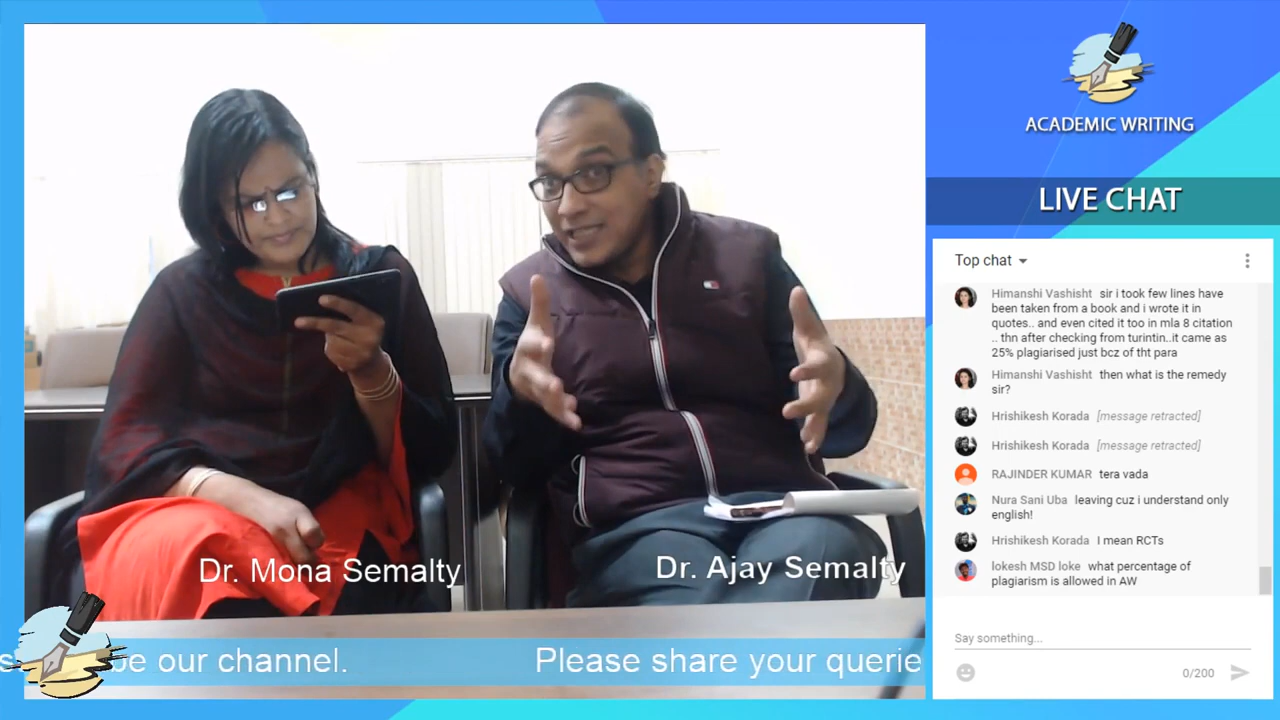 Dr. Mona Semalty
Dr. Ajay Semalty
be our channel.
Please share your querie
ACADEMIC WRITING
LIVE CHAT
Top chat
Himanshi Vashisht sir i took few lines have
been taken from a book and i wrote it in
quotes.. and even cited it too in mla 8 citation
.. thn after checking from turintin..it came as
25% plagiarised just bcz of tht para
Himanshi Vashisht then what is the remedy
sir?
Hrishikesh Korada [message retracted]
Hrishikesh Korada [message retracted]
RAJINDER KUMAR tera vada
Nura Sani Uba leaving cuz i understand only
english!
Hrishikesh Korada I mean RCTs
lokesh MSD loke what percentage of
plagiarism is allowed in AW
Say something...
0/200